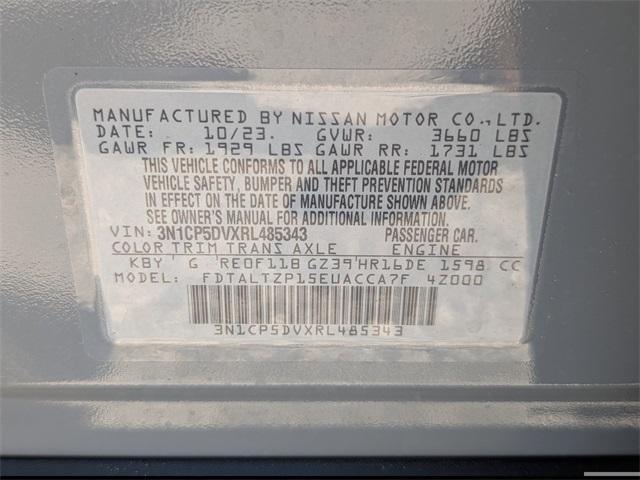 MANUFACTURED BY NISSAN MOTOR CO.,LTD.
DATE: 10/23. GVWR: 3660 LBS
GAWR FR: 1929 LBS GAWR RR: 1731 LBS
THIS VEHICLE CONFORMS TO ALL APPLICABLE FEDERAL MOTOR
VEHICLE SAFETY, BUMPER AND THEFT PREVENTION STANDARDS
IN EFFECT ON THE DATE OF MANUFACTURE SHOWN ABOVE.
SEE OWNER'S MANUAL FOR ADDITIONAL INFORMATION.
VIN: 3N1CP5DVXRL485343 PASSENGER CAR.
COLOR TRIM TRANS AXLE ENGINE
KBY G RE0F11B GZ39 HR16DE 1598 CC
MODEL: FDTALTZP15EUACCA7F 4Z000
3N1CP5DVXRL485343